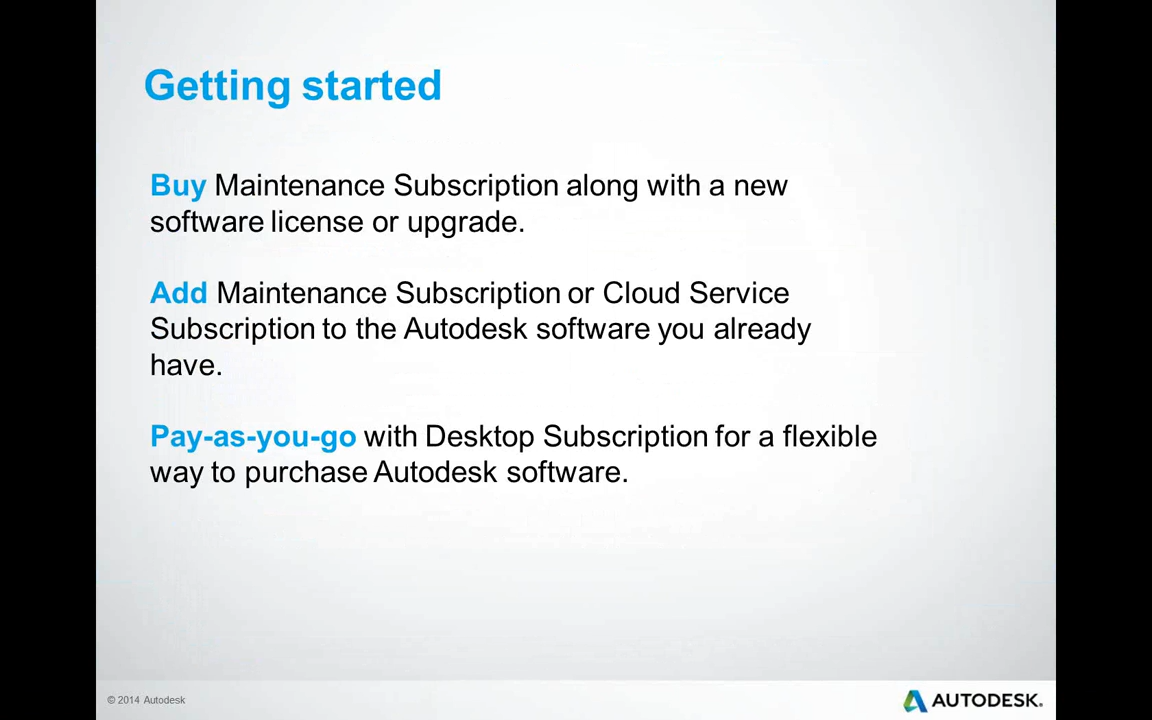 Getting started
Buy Maintenance Subscription along with a new
software license or upgrade.
Add Maintenance Subscription or Cloud Service
Subscription to the Autodesk software you already
have.
Pay-as-you-go with Desktop Subscription for a flexible
way to purchase Autodesk software.
© 2014 Autodesk
AUTODESK.